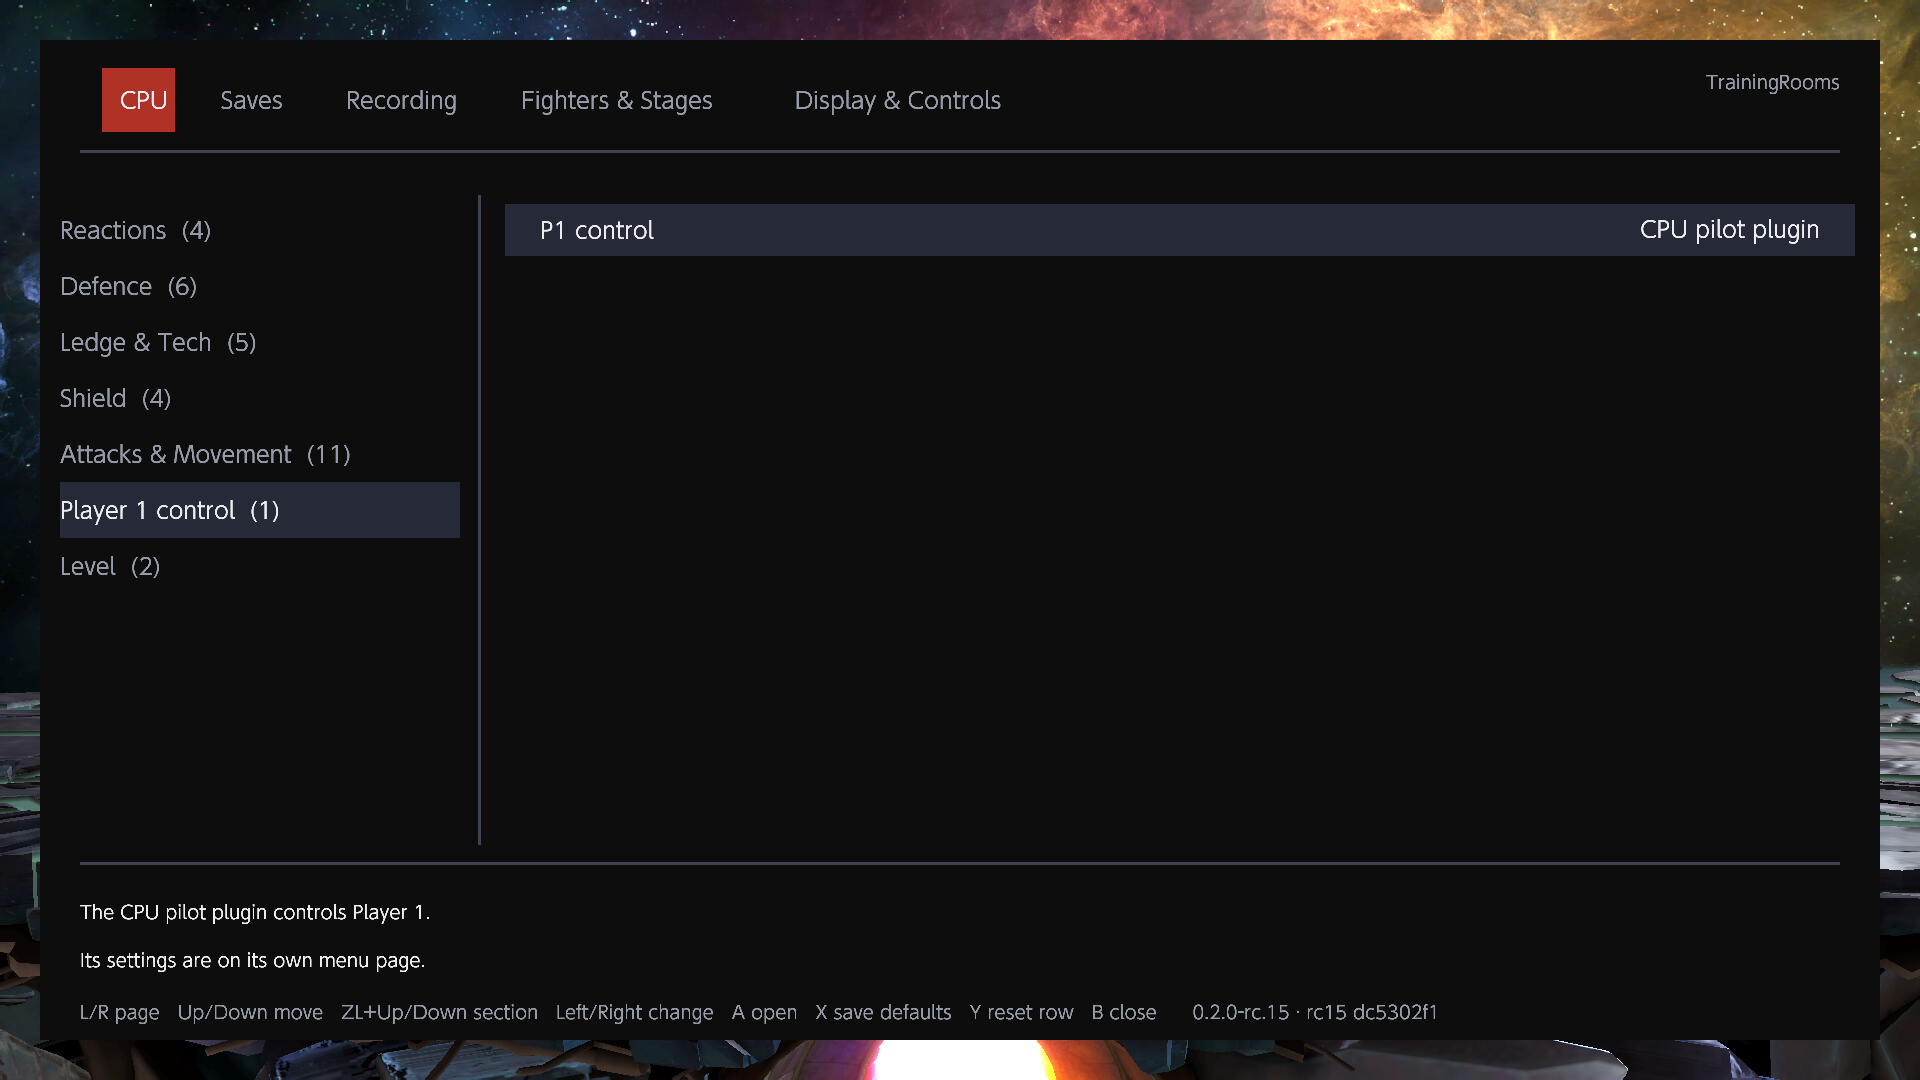 CPU Saves Recording Fighters & Stages Display & Controls TrainingRooms
Reactions (4)
Defence (6)
Ledge & Tech (5)
Shield (4)
Attacks & Movement (11)
Player 1 control (1)
Level (2)
P1 control CPU pilot plugin
The CPU pilot plugin controls Player 1.
Its settings are on its own menu page.
L/R page Up/Down move ZL+Up/Down section Left/Right change A open X save defaults Y reset row B close 0.2.0-rc.15 · rc15 dc5302f1